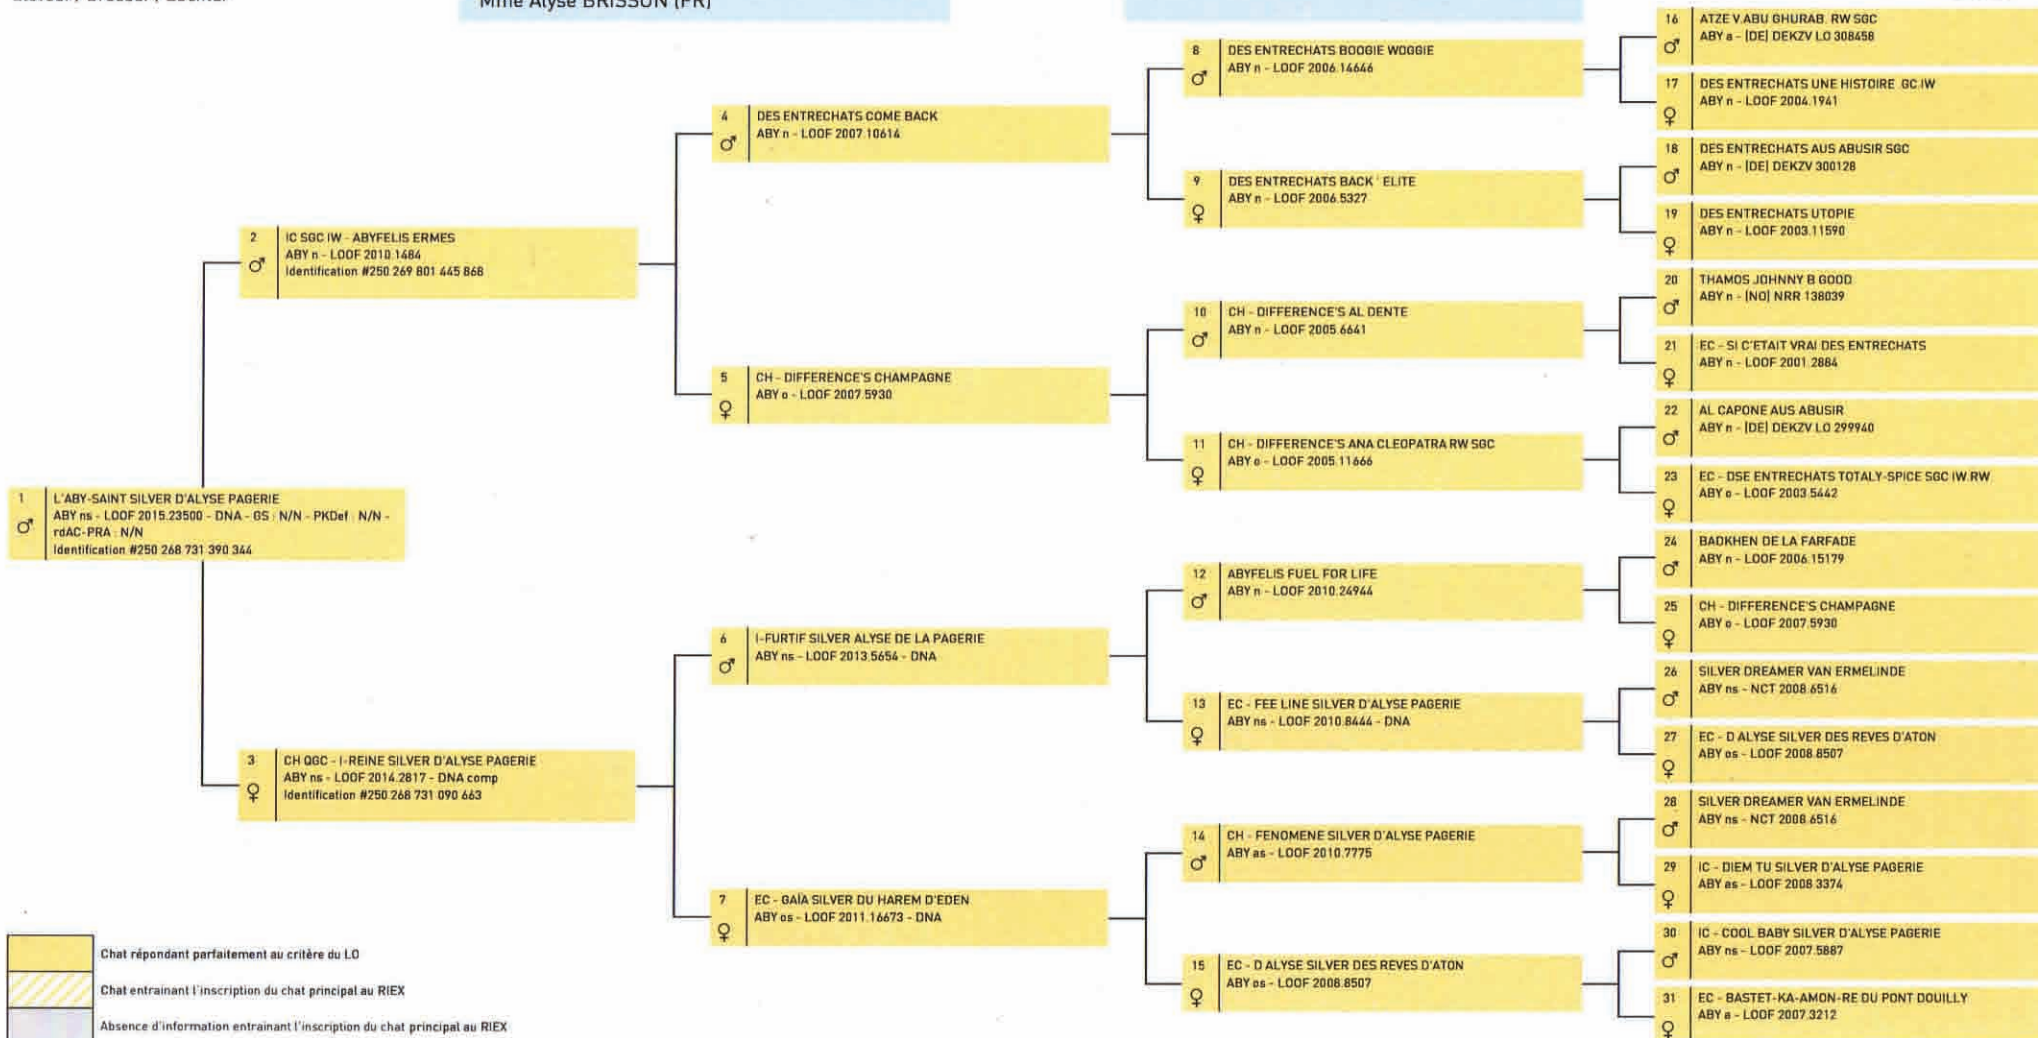 Mme Alyse BRISSON (FR)
1
♂
L'ABY-SAINT SILVER D'ALYSE PAGERIE
ABY ns - LOOF 2015.23500 - DNA - GS : N/N - PKDef : N/N -
rdAC-PRA : N/N
Identification #250 268 731 390 344
2
♂
IC SGC IW - ABYFELIS ERMES
ABY n - LOOF 2010.1484
Identification #250 269 801 445 868
3
♀
CH QGC - I-REINE SILVER D'ALYSE PAGERIE
ABY ns - LOOF 2014.2817 - DNA comp
Identification #250 268 731 090 663
4
♂
DES ENTRECHATS COME BACK
ABY n - LOOF 2007.10614
5
♀
CH - DIFFERENCE'S CHAMPAGNE
ABY o - LOOF 2007.5930
6
♂
I-FURTIF SILVER ALYSE DE LA PAGERIE
ABY ns - LOOF 2013.5654 - DNA
7
♀
EC - GAÏA SILVER DU HAREM D'EDEN
ABY os - LOOF 2011.16673 - DNA
8
♂
DES ENTRECHATS BOOGIE WOGGIE
ABY n - LOOF 2006.14646
9
♀
DES ENTRECHATS BACK ' ELITE
ABY n - LOOF 2006.5327
10
♂
CH - DIFFERENCE'S AL DENTE
ABY n - LOOF 2005.6641
11
♀
CH - DIFFERENCE'S ANA CLEOPATRA RW SGC
ABY o - LOOF 2005.11666
12
♂
ABYFELIS FUEL FOR LIFE
ABY n - LOOF 2010.24944
13
♀
EC - FEE LINE SILVER D'ALYSE PAGERIE
ABY ns - LOOF 2010.8444 - DNA
14
♂
CH - FENOMENE SILVER D'ALYSE PAGERIE
ABY as - LOOF 2010.7775
15
♀
EC - D ALYSE SILVER DES REVES D'ATON
ABY os - LOOF 2008.8507
16
♂
ATZE V.ABU GHURAB. RW SGC
ABY a - (DE) DEKZV LO 308458
17
♀
DES ENTRECHATS UNE HISTOIRE .GC.IW
ABY n - LOOF 2004.1941
18
♂
DES ENTRECHATS AUS ABUSIR SGC
ABY n - (DE) DEKZV 300128
19
♀
DES ENTRECHATS UTOPIE
ABY n - LOOF 2003.11590
20
♂
THAMOS JOHNNY B GOOD
ABY n - (NO) NRR 138039
21
♀
EC - SI C'ETAIT VRAI DES ENTRECHATS
ABY n - LOOF 2001.2884
22
♂
AL CAPONE AUS ABUSIR
ABY n - (DE) DEKZV LO 299940
23
♀
EC - DSE ENTRECHATS TOTALY-SPICE SGC IW.RW
ABY o - LOOF 2003.5442
24
♂
BADKHEN DE LA FARFADE
ABY n - LOOF 2006.15179
25
♀
CH - DIFFERENCE'S CHAMPAGNE
ABY o - LOOF 2007.5930
26
♂
SILVER DREAMER VAN ERMELINDE
ABY ns - NCT 2008.6516
27
♀
EC - D ALYSE SILVER DES REVES D'ATON
ABY os - LOOF 2008.8507
28
♂
SILVER DREAMER VAN ERMELINDE
ABY ns - NCT 2008.6516
29
♀
IC - DIEM TU SILVER D'ALYSE PAGERIE
ABY as - LOOF 2008.3374
30
♂
IC - COOL BABY SILVER D'ALYSE PAGERIE
ABY ns - LOOF 2007.5887
31
♀
EC - BASTET-KA-AMON-RE DU PONT DOUILLY
ABY a - LOOF 2007.3212
Chat répondant parfaitement au critère du LO
Chat entrainant l'inscription du chat principal au RIEX
Absence d'information entrainant l'inscription du chat principal au RIEX